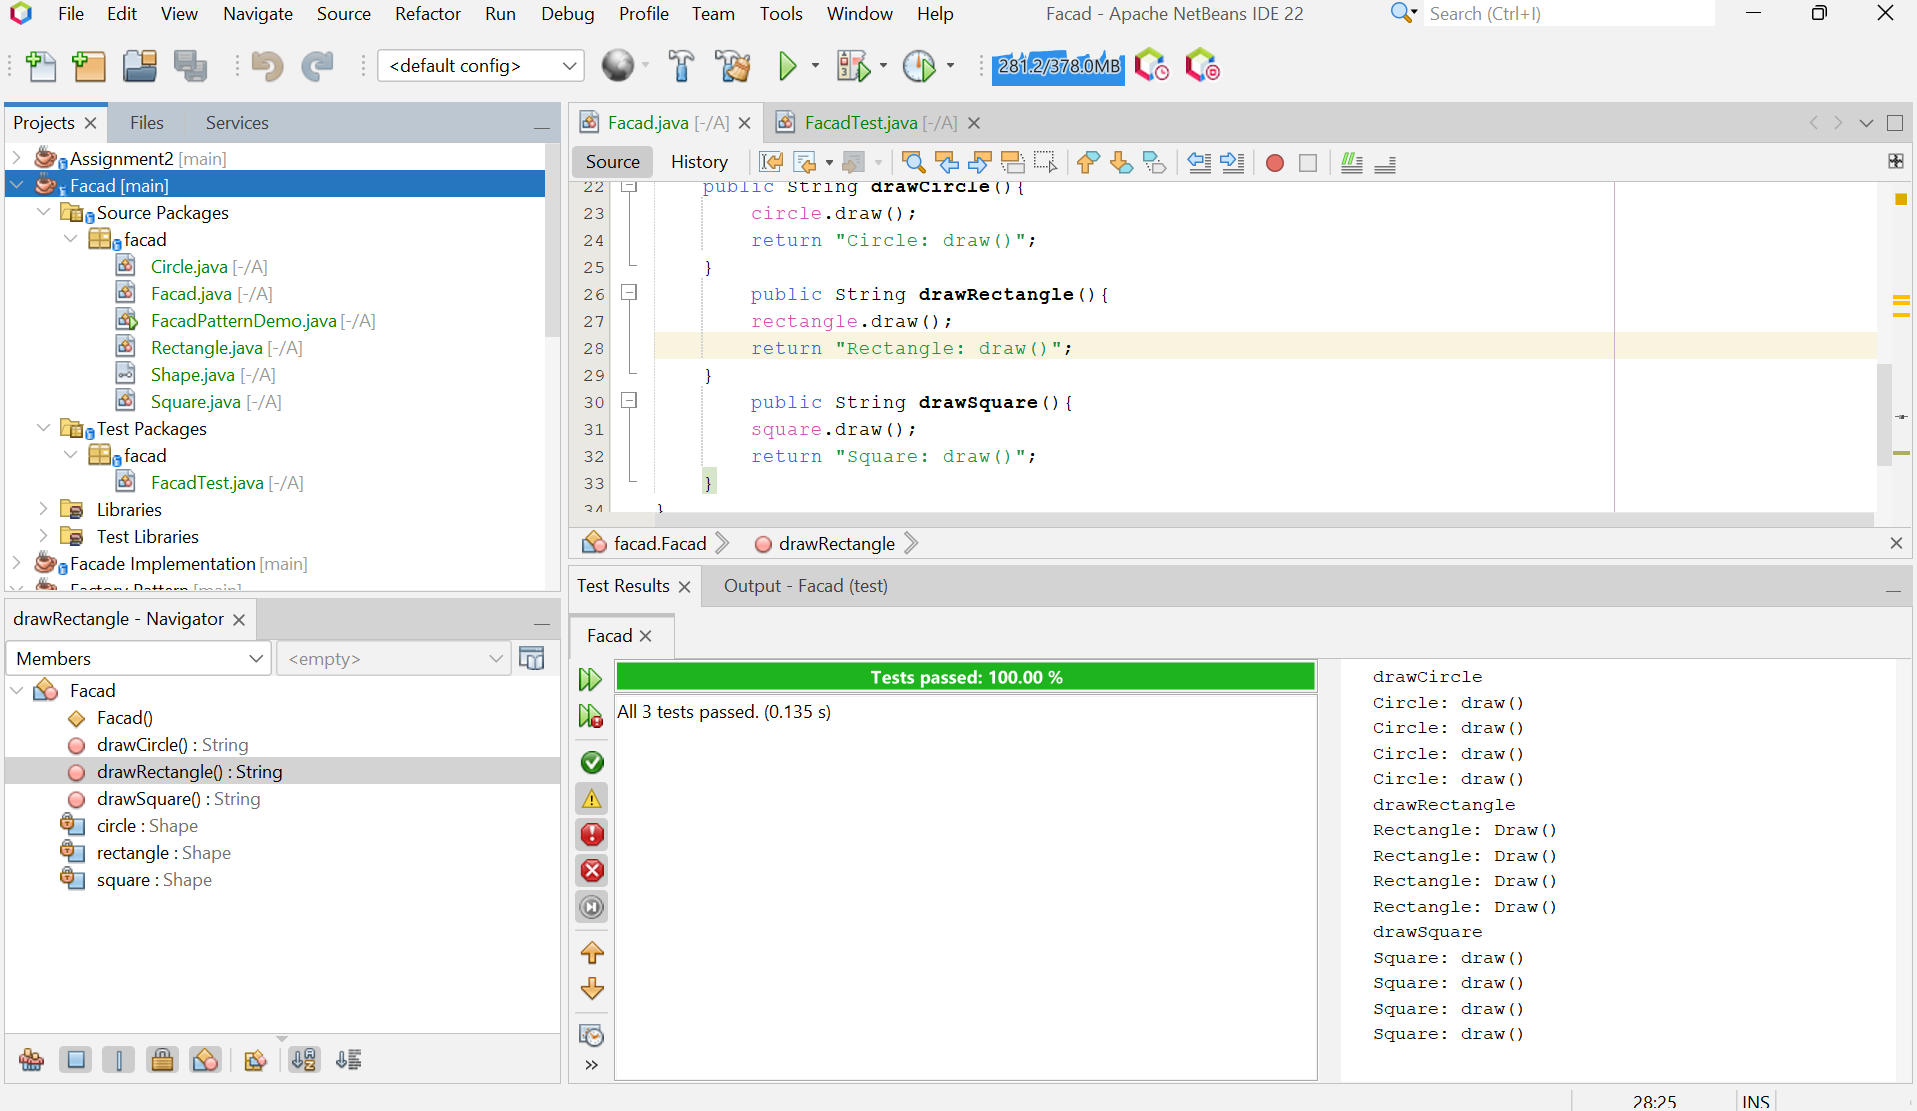 File Edit View Navigate Source Refactor Run Debug Profile Team Tools Window Help
Facad - Apache NetBeans IDE 22
Search (Ctrl+I)
<default config>
281.2/378.0MB
Projects Files Services
Assignment2 [main]
Facad [main]
Source Packages
facad
Circle.java [-/A]
Facad.java [-/A]
FacadPatternDemo.java [-/A]
Rectangle.java [-/A]
Shape.java [-/A]
Square.java [-/A]
Test Packages
facad
FacadTest.java [-/A]
Libraries
Test Libraries
Facade Implementation [main]
Factory Pattern [main]
drawRectangle - Navigator
Members
<empty>
Facad
Facad()
drawCircle() : String
drawRectangle() : String
drawSquare() : String
circle : Shape
rectangle : Shape
square : Shape
Facad.java [-/A] FacadTest.java [-/A]
Source History
22 public String drawCircle(){
23 circle.draw();
24 return "Circle: draw()";
25 }
26 public String drawRectangle(){
27 rectangle.draw();
28 return "Rectangle: draw()";
29 }
30 public String drawSquare(){
31 square.draw();
32 return "Square: draw()";
33 }
34 }
facad.Facad drawRectangle
Test Results Output - Facad (test)
Facad
Tests passed: 100.00 %
All 3 tests passed. (0.135 s)
drawCircle
Circle: draw()
Circle: draw()
Circle: draw()
Circle: draw()
drawRectangle
Rectangle: Draw()
Rectangle: Draw()
Rectangle: Draw()
Rectangle: Draw()
drawSquare
Square: draw()
Square: draw()
Square: draw()
Square: draw()
28:25 INS